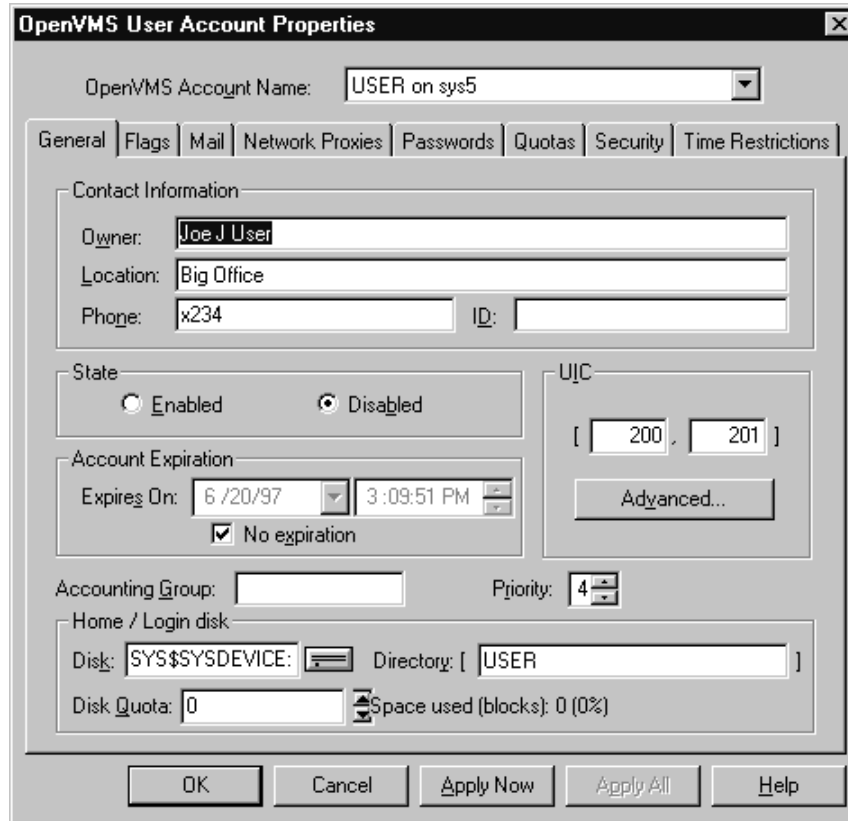 OpenVMS User Account Properties
OpenVMS Account Name: USER on sys5
General Flags Mail Network Proxies Passwords Quotas Security Time Restrictions
Contact Information
Owner: Joe J User
Location: Big Office
Phone: x234 ID:
State
Enabled Disabled
UIC
[ 200 , 201 ]
Account Expiration
Expires On: 6 /20/97 3 :09:51 PM
Advanced...
No expiration
Accounting Group: Priority: 4
Home / Login disk
Disk: SYS$SYSDEVICE: Directory: [ USER ]
Disk Quota: 0 Space used (blocks): 0 (0%)
OK Cancel Apply Now Apply All Help